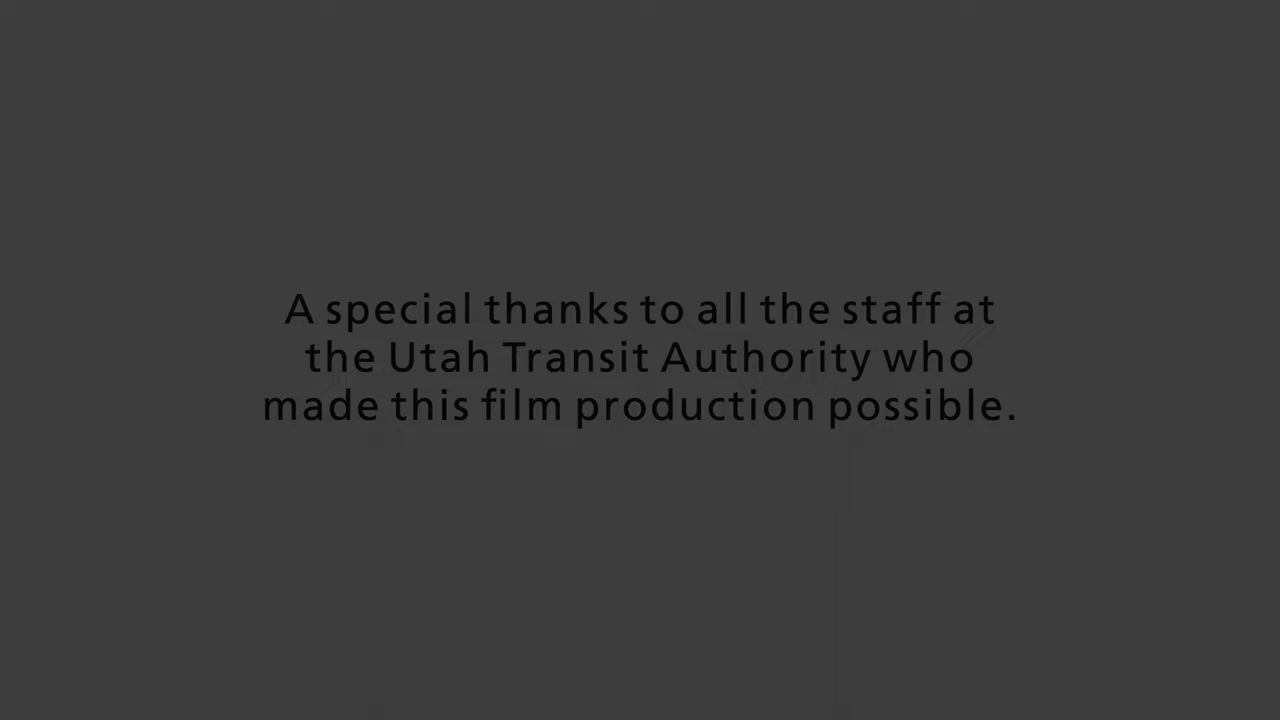 A special thanks to all the staff at
the Utah Transit Authority who
made this film production possible.